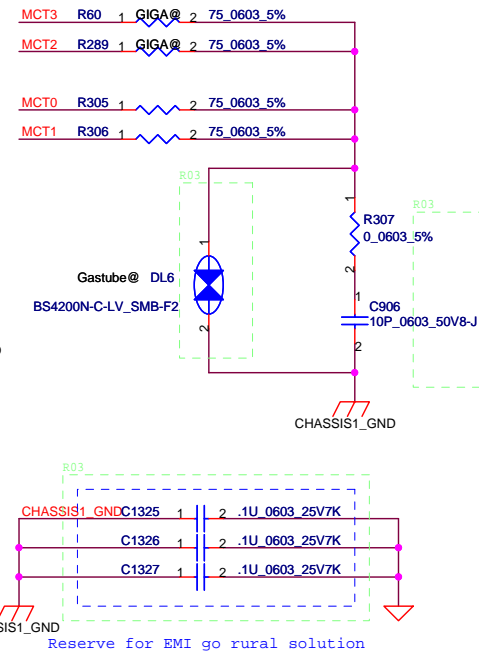 MCT3 R60 1 GIGA@ 2 75_0603_5%
MCT2 R289 1 GIGA@ 2 75_0603_5%
MCT0 R305 1 2 75_0603_5%
MCT1 R306 1 2 75_0603_5%
R03
R03
1
R307
0_0603_5%
2
1
Gastube@ DL6
BS4200N-C-LV_SMB-F2
2
1
C906
10P_0603_50V8-J
2
CHASSIS1_GND
R03
CHASSIS1_GND C1325 1 2 .1U_0603_25V7K
C1326 1 2 .1U_0603_25V7K
C1327 1 2 .1U_0603_25V7K
SIS1_GND
Reserve for EMI go rural solution